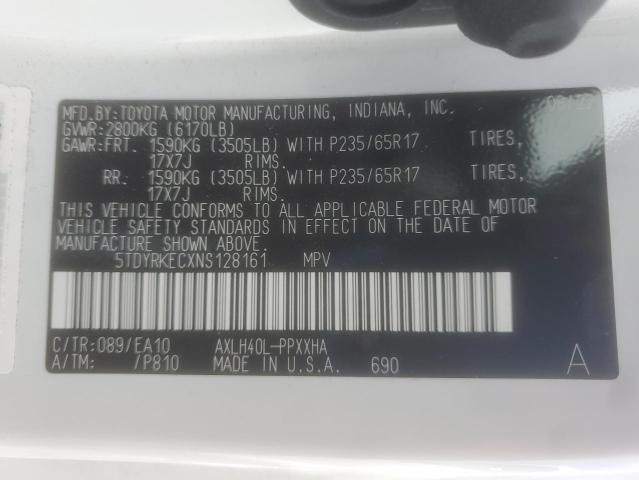 MFD.BY:TOYOTA MOTOR MANUFACTURING, INDIANA, INC. 09/22
GVWR:2800KG (6170LB)
GAWR:FRT. 1590KG (3505LB) WITH P235/65R17 TIRES,
17X7J RIMS.
RR. 1590KG (3505LB) WITH P235/65R17 TIRES,
17X7J RIMS.
THIS VEHICLE CONFORMS TO ALL APPLICABLE FEDERAL MOTOR
VEHICLE SAFETY STANDARDS IN EFFECT ON THE DATE OF
MANUFACTURE SHOWN ABOVE.
5TDYRKECXNS128161 MPV
C/TR:089/EA10 AXLH40L-PPXXHA
A/TM: /P810 MADE IN U.S.A. 690 A